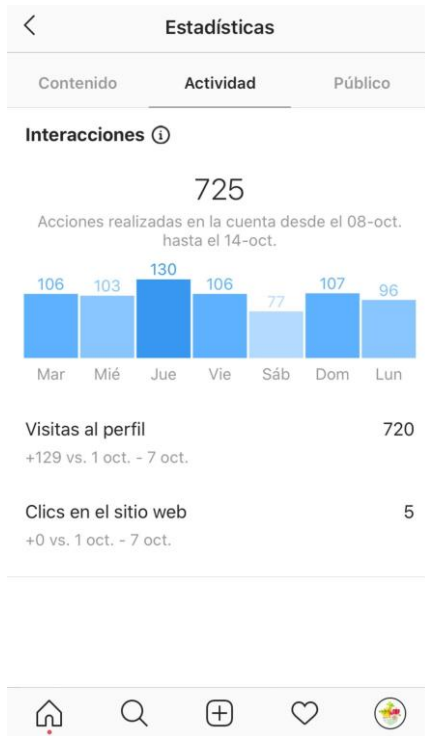 Estadísticas
Contenido Actividad Público
Interacciones
725
Acciones realizadas en la cuenta desde el 08-oct.
hasta el 14-oct.
106 103 130 106 77 107 96
Mar Mié Jue Vie Sáb Dom Lun
Visitas al perfil 720
+129 vs. 1 oct. - 7 oct.
Clics en el sitio web 5
+0 vs. 1 oct. - 7 oct.